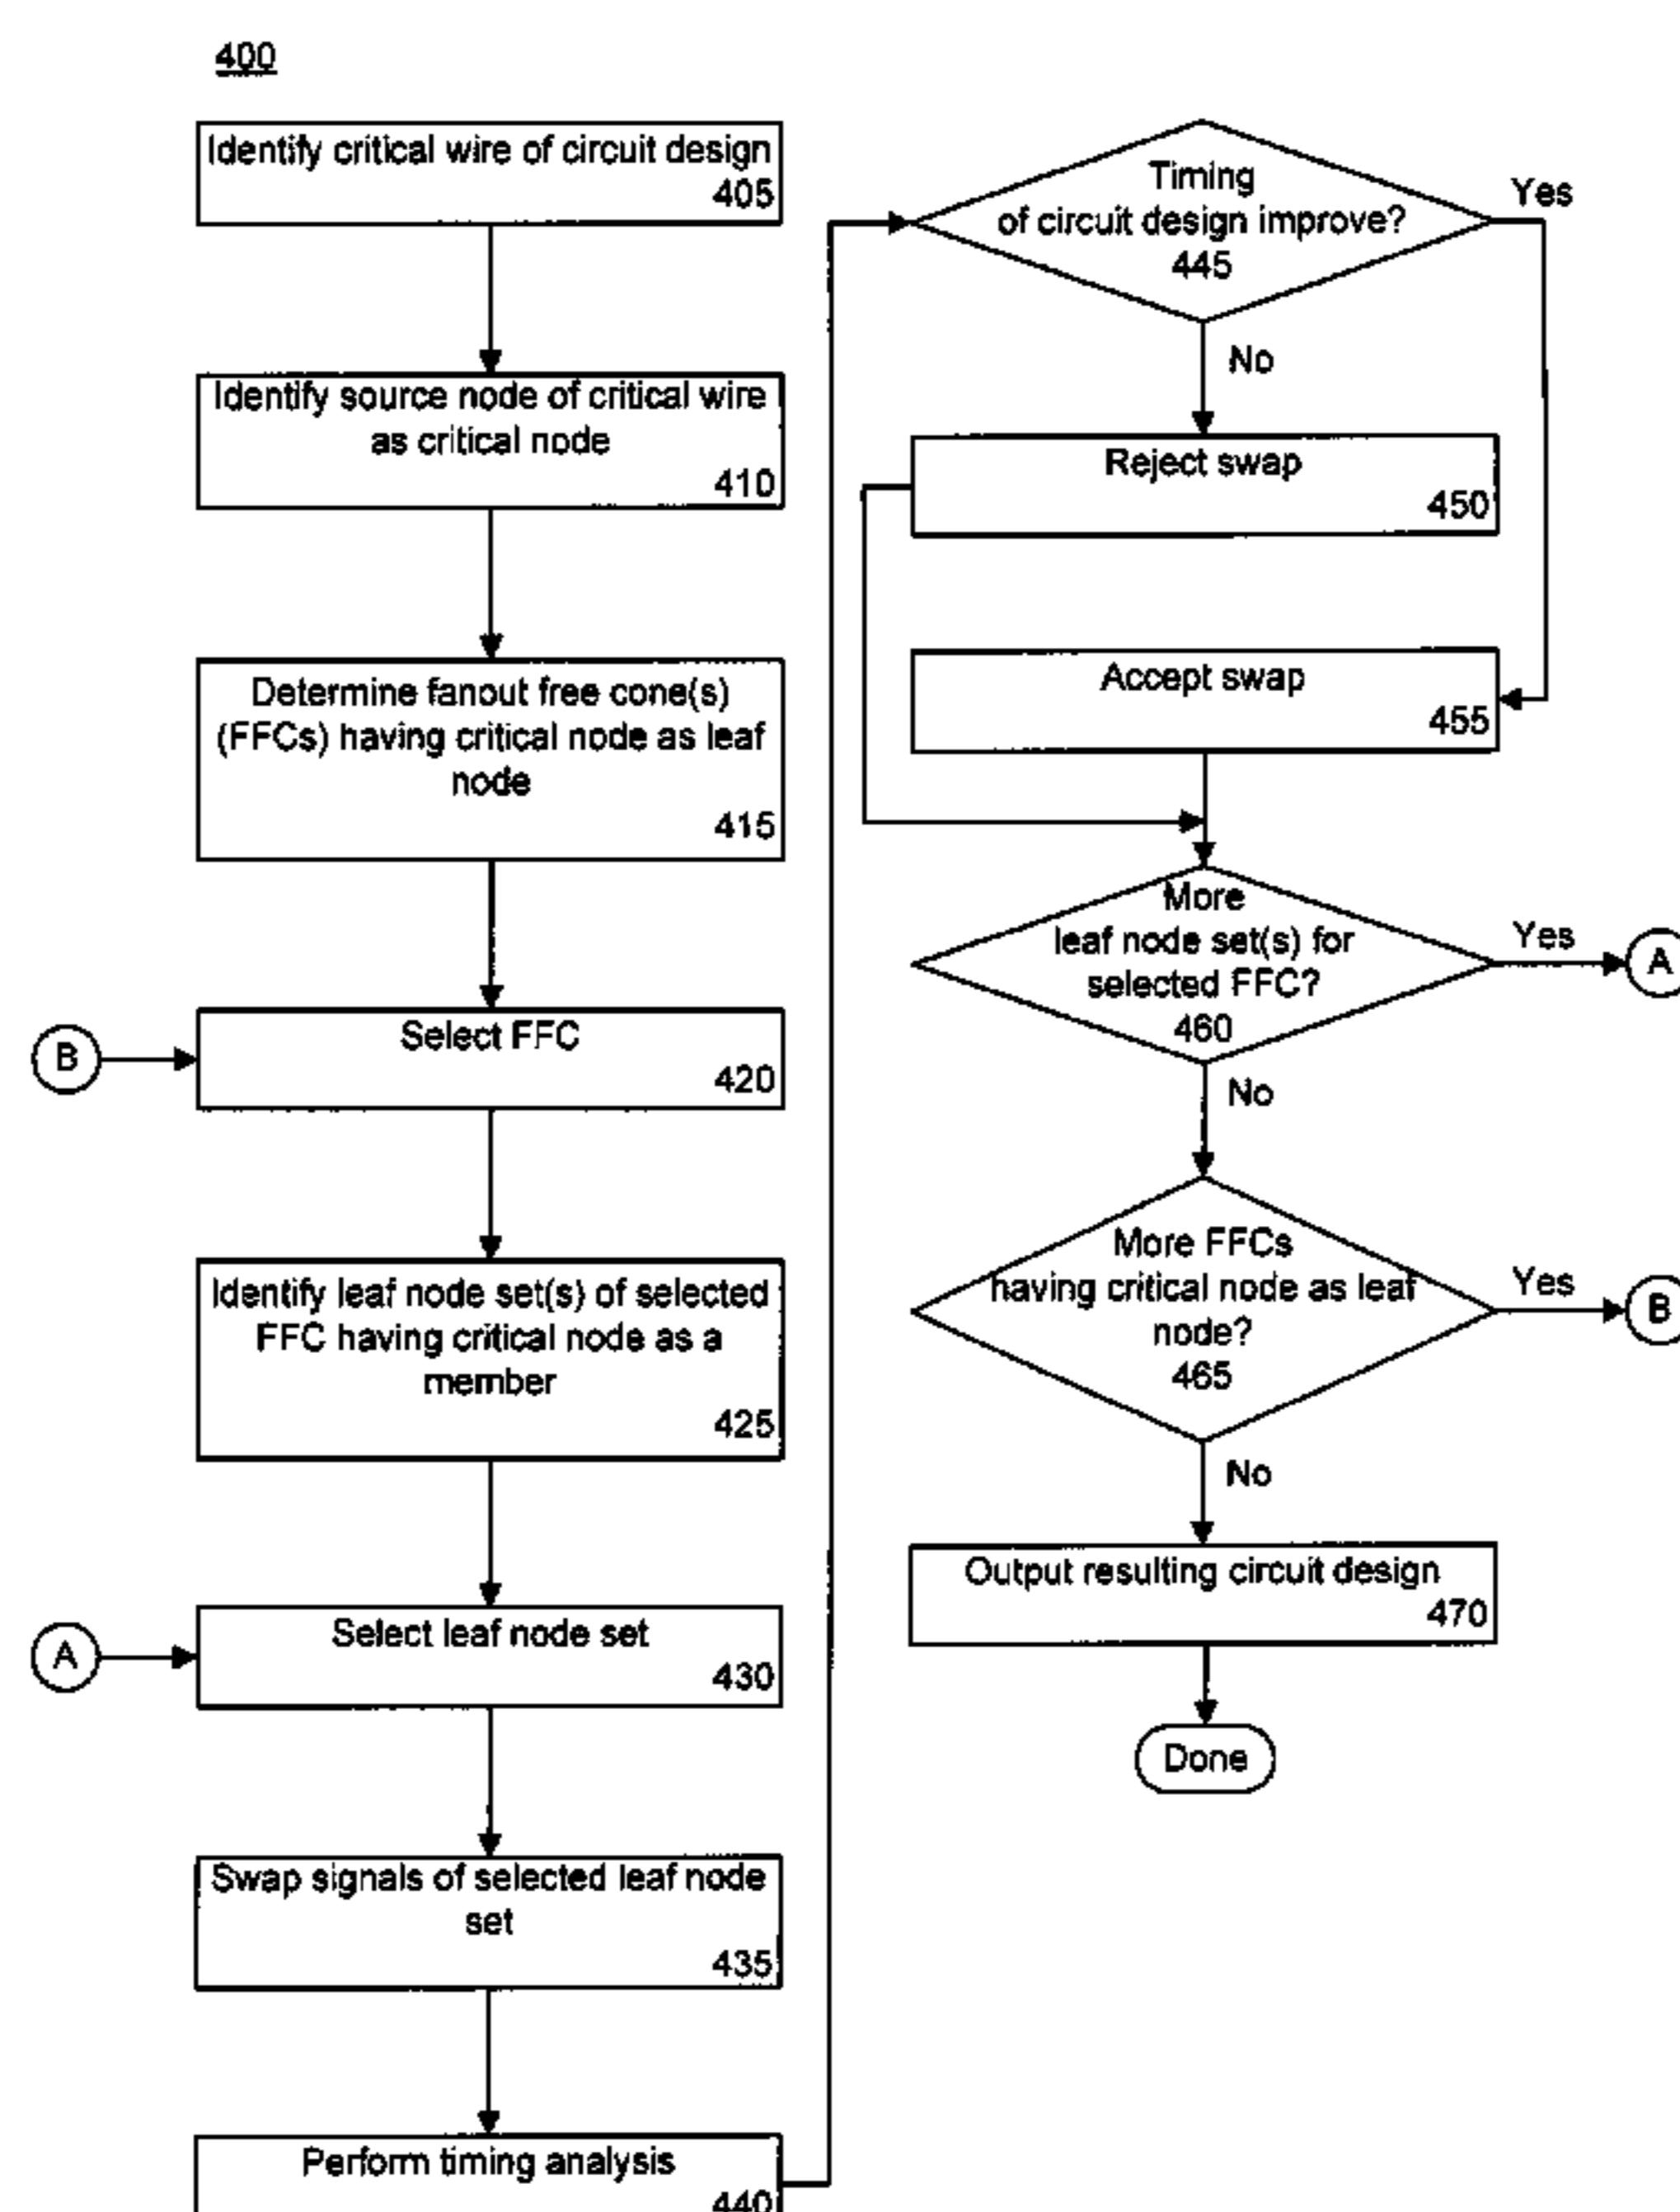 400
Identify critical wire of circuit design
405
Identify source node of critical wire
as critical node
410
Determine fanout free cone(s)
(FFCs) having critical node as leaf
node
415
B
Select FFC
420
Identify leaf node set(s) of selected
FFC having critical node as a
member
425
A
Select leaf node set
430
Swap signals of selected leaf node
set
435
Perform timing analysis
440
Timing
of circuit design improve?
445
Yes
No
Reject swap
450
Accept swap
455
More
leaf node set(s) for
selected FFC?
460
Yes
A
No
More FFCs
having critical node as leaf
node?
465
Yes
B
No
Output resulting circuit design
470
Done